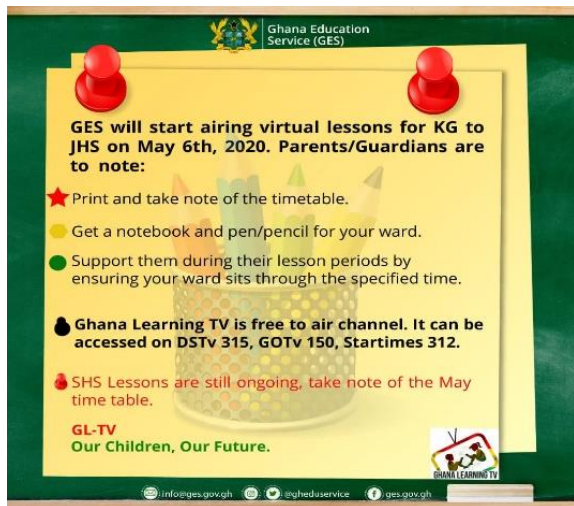 Ghana Education
Service (GES)
GES will start airing virtual lessons for KG to
JHS on May 6th, 2020. Parents/Guardians are
to note:
Print and take note of the timetable.
Get a notebook and pen/pencil for your ward.
Support them during their lesson periods by
ensuring your ward sits through the specified time.
Ghana Learning TV is free to air channel. It can be
accessed on DSTv 315, GOTv 150, Startimes 312.
SHS Lessons are still ongoing, take note of the May
time table.
GL-TV
Our Children, Our Future.
GHANA LEARNING TV
info@ges.gov.gh @gheduservice ges.gov.gh